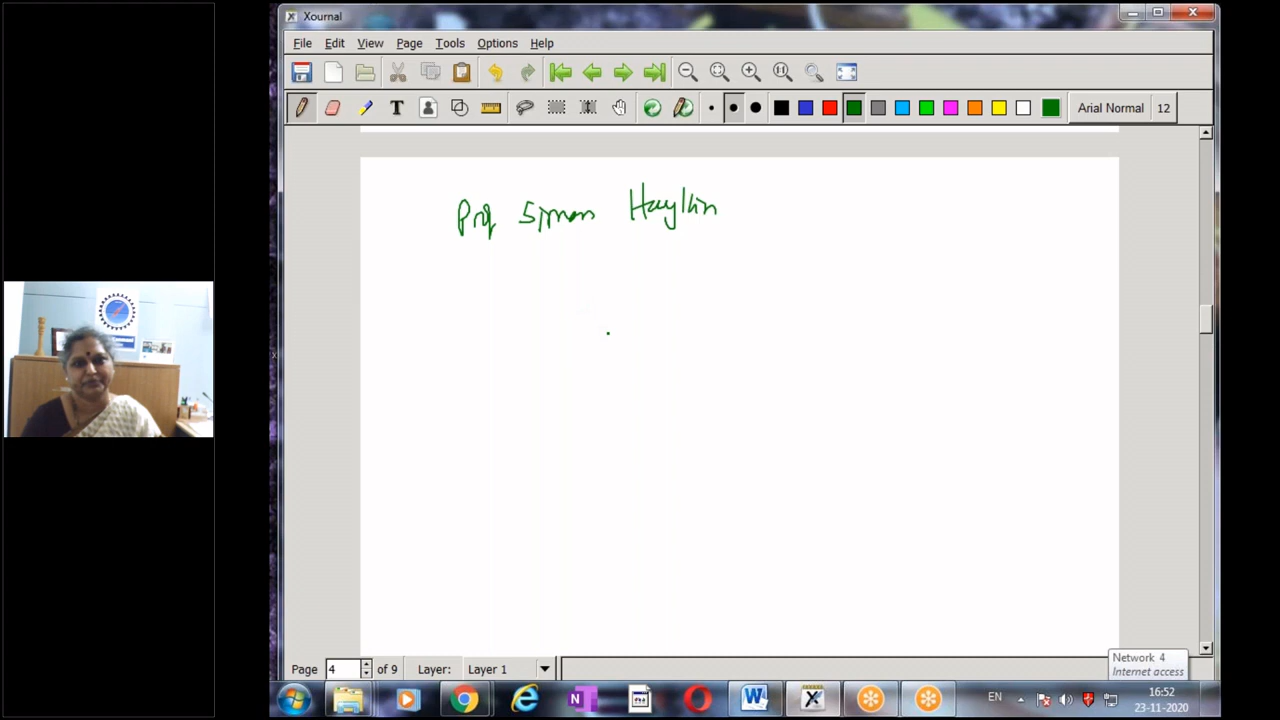 Xournal
File Edit View Page Tools Options Help
Arial Normal 12
Prof Simon Haylkin
Page 4 of 9 Layer: Layer 1
Network 4
Internet access
EN 16:52
23-11-2020